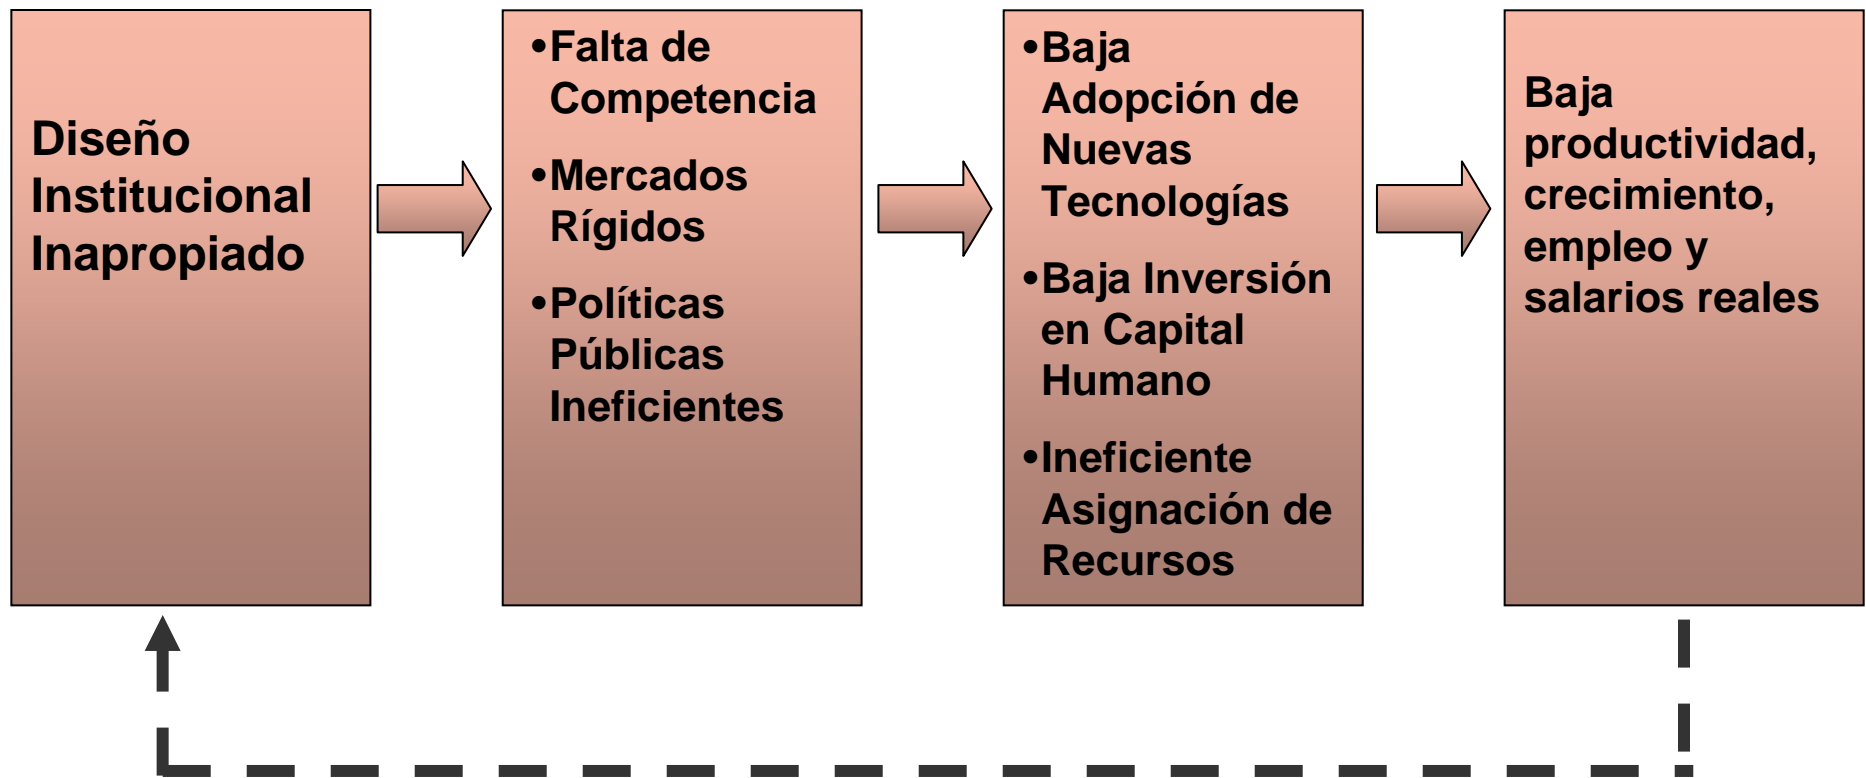 Diseño
Institucional
Inapropiado
•Falta de
Competencia
•Mercados
Rígidos
•Políticas
Públicas
Ineficientes
•Baja
Adopción de
Nuevas
Tecnologías
•Baja Inversión
en Capital
Humano
•Ineficiente
Asignación de
Recursos
Baja
productividad,
crecimiento,
empleo y
salarios reales